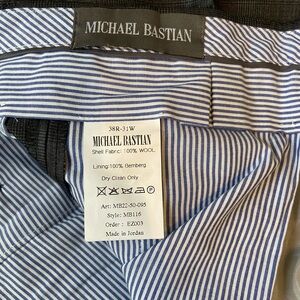 MICHAEL BASTIAN
38R-31W
MICHAEL BASTIAN
Shell Fabric: 100% WOOL
Lining:100% Bemberg
Dry Clean Only
Art: MB22-50-095
Style: MB116
Order: EZ003
Made in Jordan